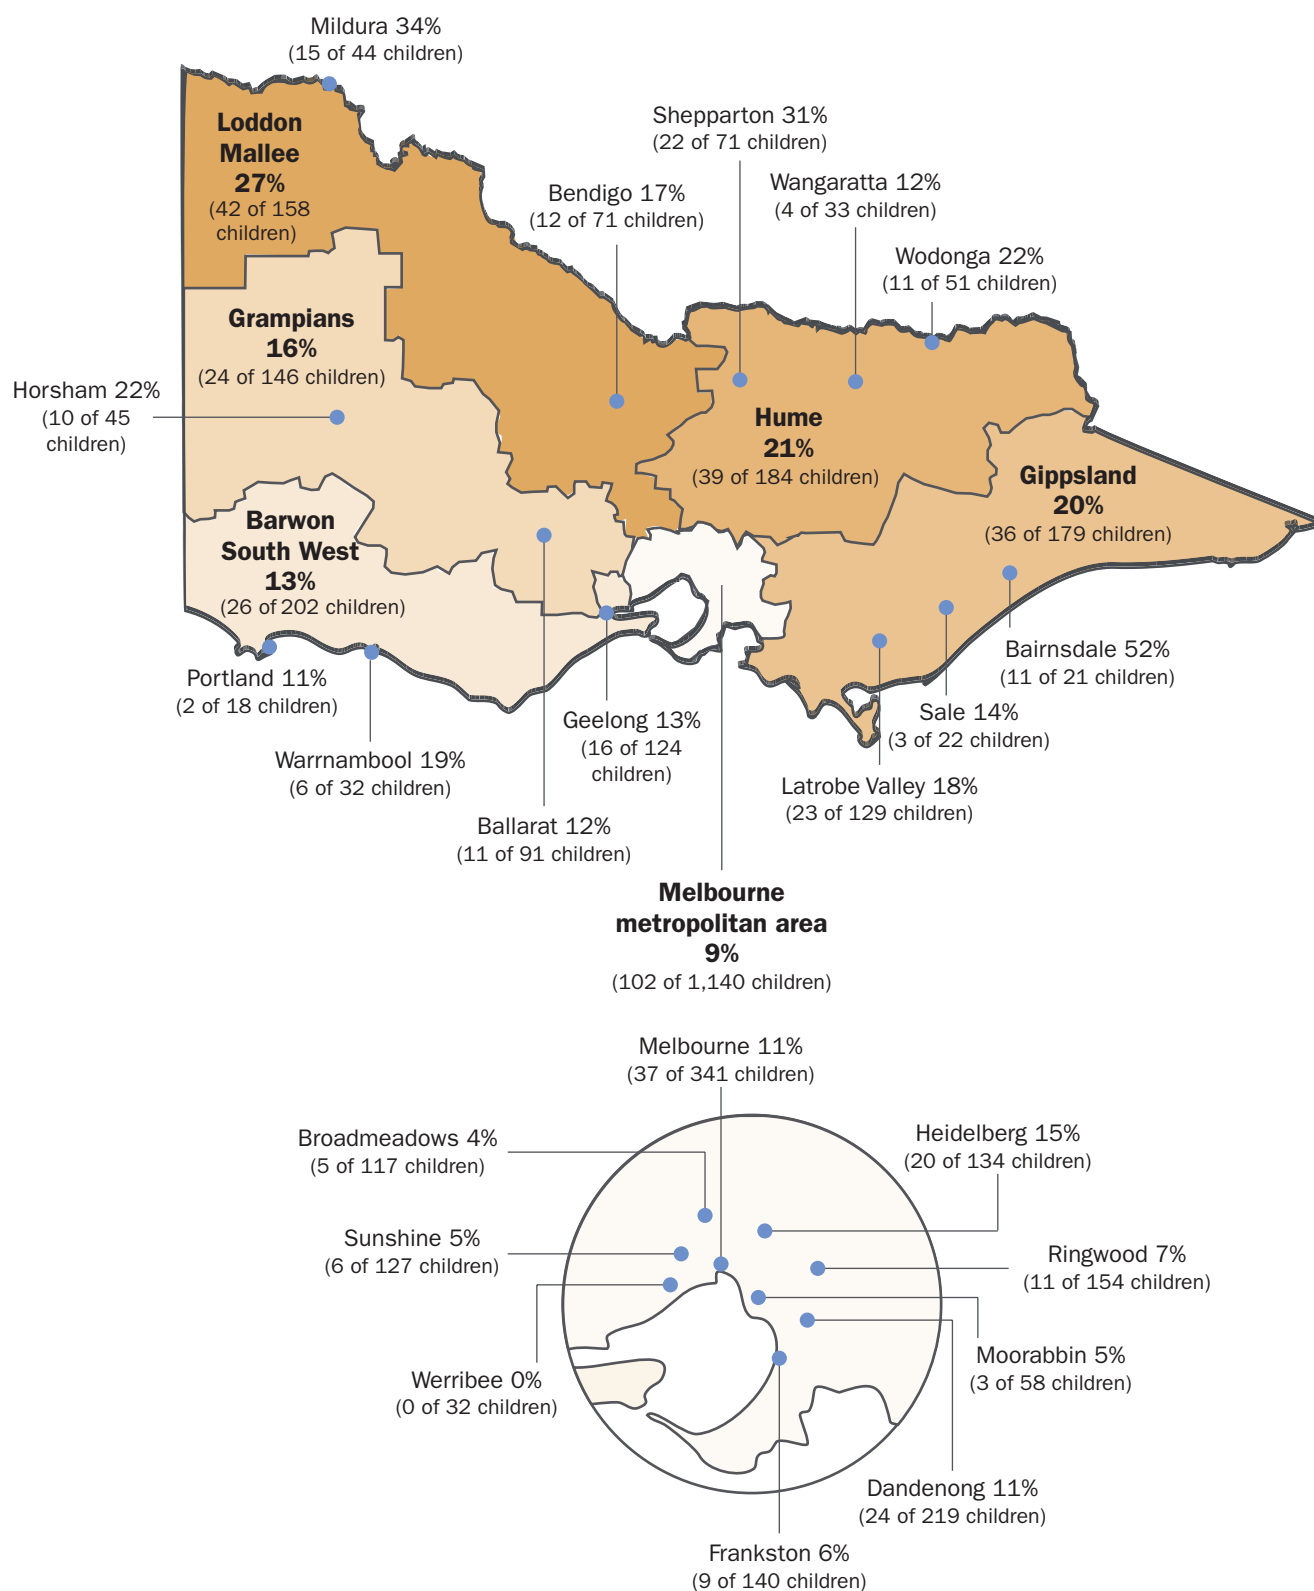 Mildura 34%
(15 of 44 children)
Loddon
Mallee
27%
(42 of 158
children)
Shepparton 31%
(22 of 71 children)
Bendigo 17%
(12 of 71 children)
Wangaratta 12%
(4 of 33 children)
Wodonga 22%
(11 of 51 children)
Grampians
16%
(24 of 146 children)
Horsham 22%
(10 of 45
children)
Hume
21%
(39 of 184 children)
Gippsland
20%
(36 of 179 children)
Barwon
South West
13%
(26 of 202 children)
Portland 11%
(2 of 18 children)
Warrnambool 19%
(6 of 32 children)
Geelong 13%
(16 of 124
children)
Bairnsdale 52%
(11 of 21 children)
Sale 14%
(3 of 22 children)
Latrobe Valley 18%
(23 of 129 children)
Ballarat 12%
(11 of 91 children)
Melbourne
metropolitan area
9%
(102 of 1,140 children)
Melbourne 11%
(37 of 341 children)
Broadmeadows 4%
(5 of 117 children)
Heidelberg 15%
(20 of 134 children)
Sunshine 5%
(6 of 127 children)
Ringwood 7%
(11 of 154 children)
Werribee 0%
(0 of 32 children)
Moorabbin 5%
(3 of 58 children)
Dandenong 11%
(24 of 219 children)
Frankston 6%
(9 of 140 children)